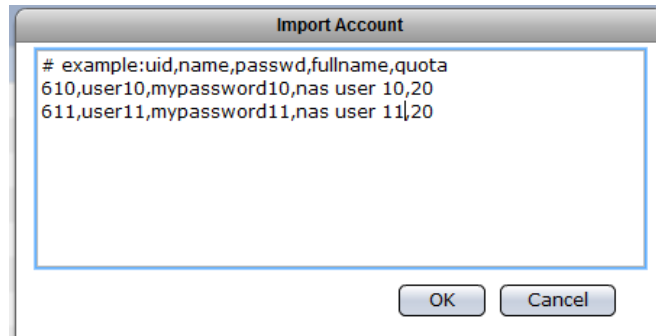 Import Account
# example:uid,name,passwd,fullname,quota
610,user10,mypassword10,nas user 10,20
611,user11,mypassword11,nas user 11,20
OK Cancel